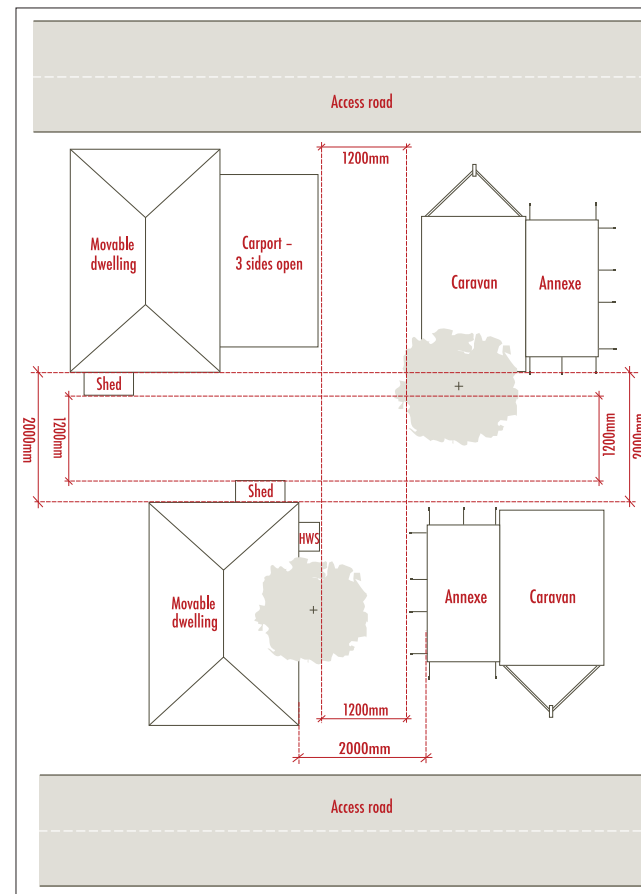 Access road
1200mm
Movable
dwelling
Carport –
3 sides open
Caravan
Annexe
Shed
2000mm
1200mm
1200mm
2000mm
Shed
HWS
Movable
dwelling
Annexe
Caravan
1200mm
2000mm
Access road